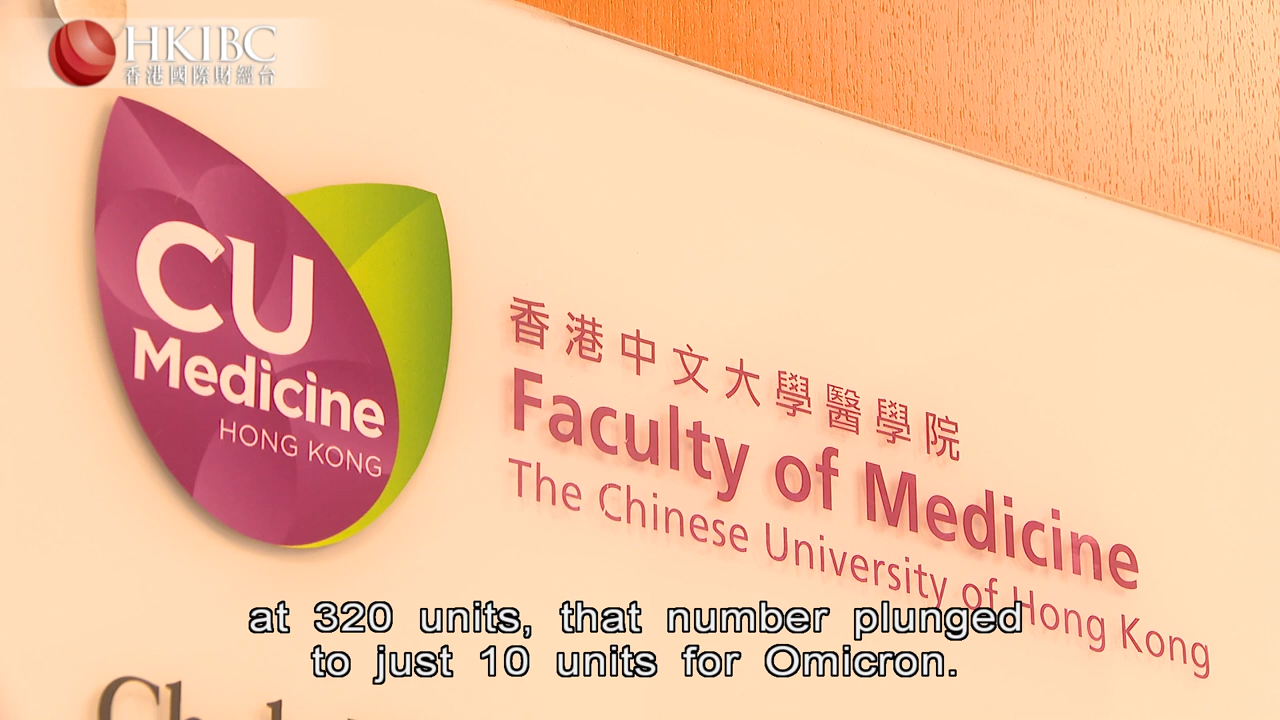 HKIBC
香港國際財經台
CU
Medicine
HONG KONG
香港中文大學醫學院
Faculty of Medicine
The Chinese University of Hong Kong
at 320 units, that number plunged
to just 10 units for Omicron.